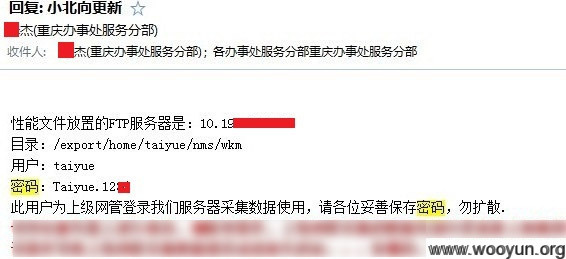 回复: 小北向更新
杰(重庆办事处服务分部)
收件人: 杰(重庆办事处服务分部); 各办事处服务分部重庆办事处服务分部
性能文件放置的FTP服务器是: 10.19
目录: /export/home/taiyue/nms/wkm
用户: taiyue
密码: Taiyue.12
此用户为上级网管登录我们服务器采集数据使用, 请各位妥善保存密码, 勿扩散.
www.wooyun.org